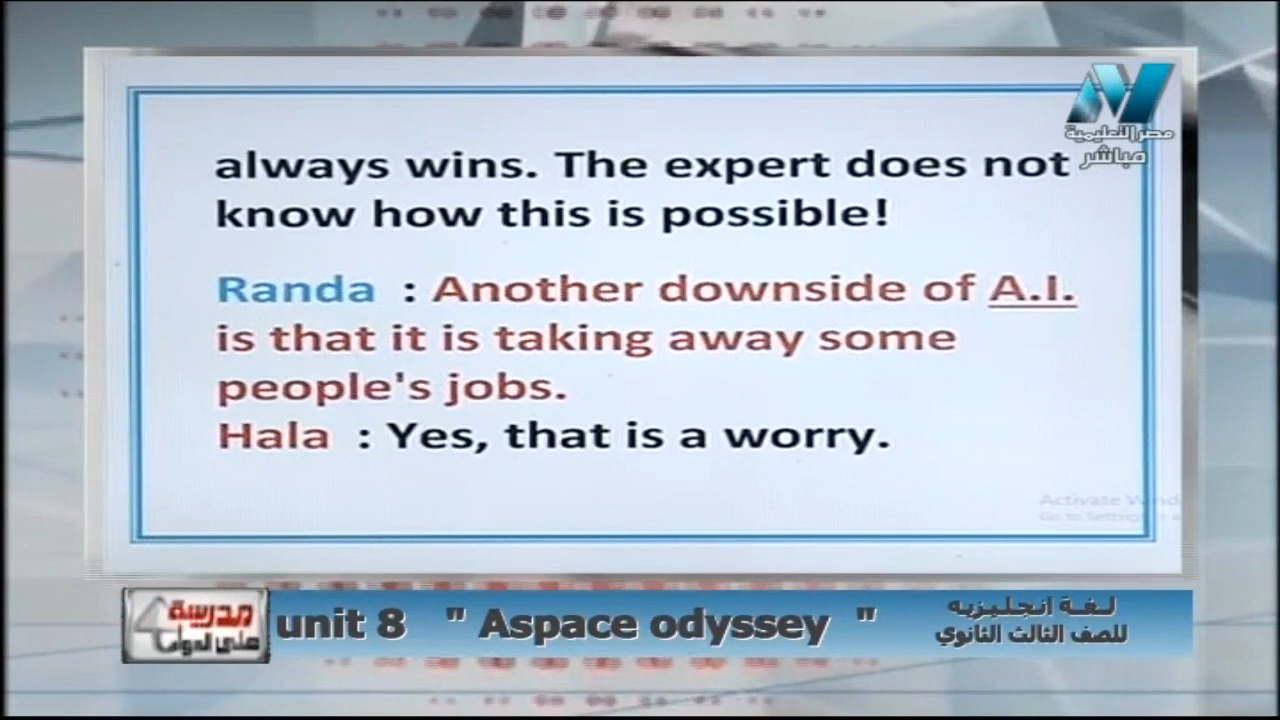 مصر التعليمية
مباشر
always wins. The expert does not
know how this is possible!
Randa : Another downside of A.I.
is that it is taking away some
people's jobs.
Hala : Yes, that is a worry.
مدرسة
على الهواء
unit 8 " Aspace odyssey "
لغة انجليزيه
للصف الثالث الثانوي